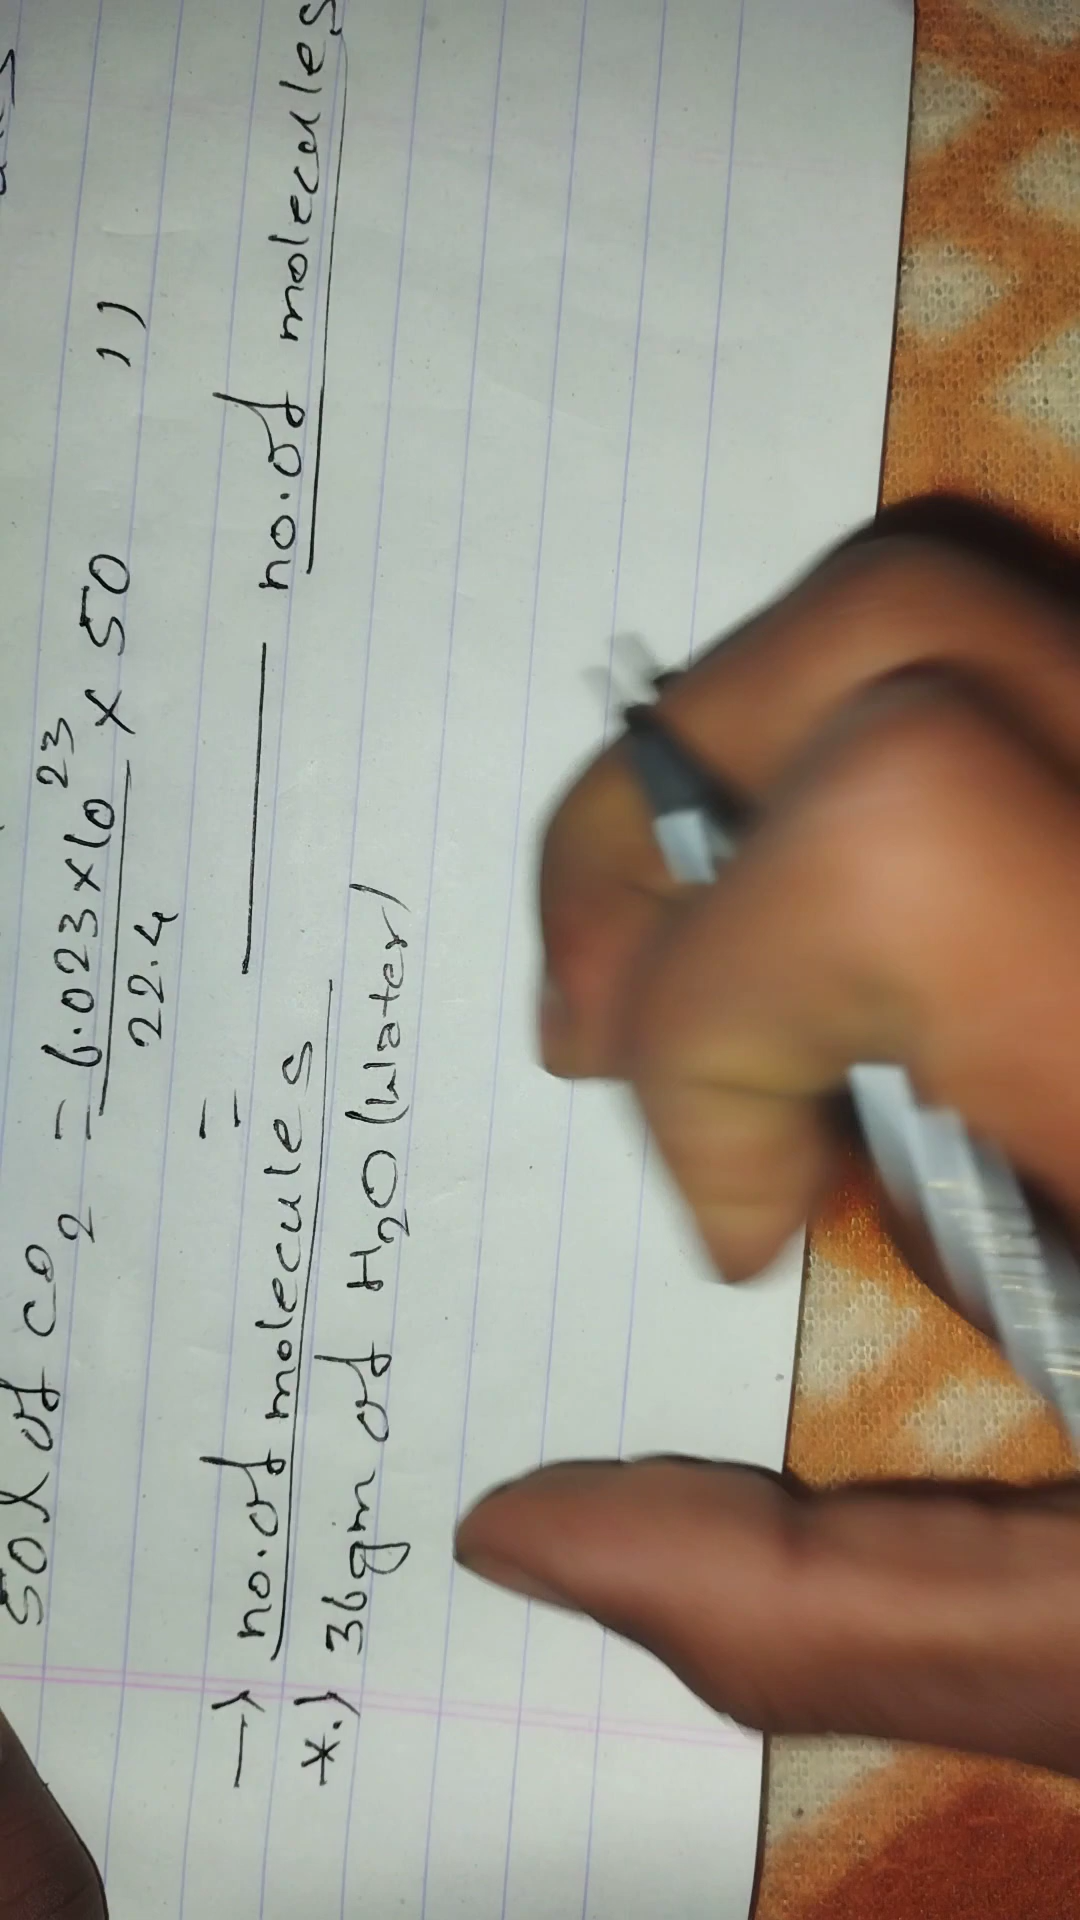 50l of CO2 = 6.023×10^23 / 22.4 × 50 11
= ——— no. of molecules
→ no. of molecules
*.) 36gm of H2O (Water)